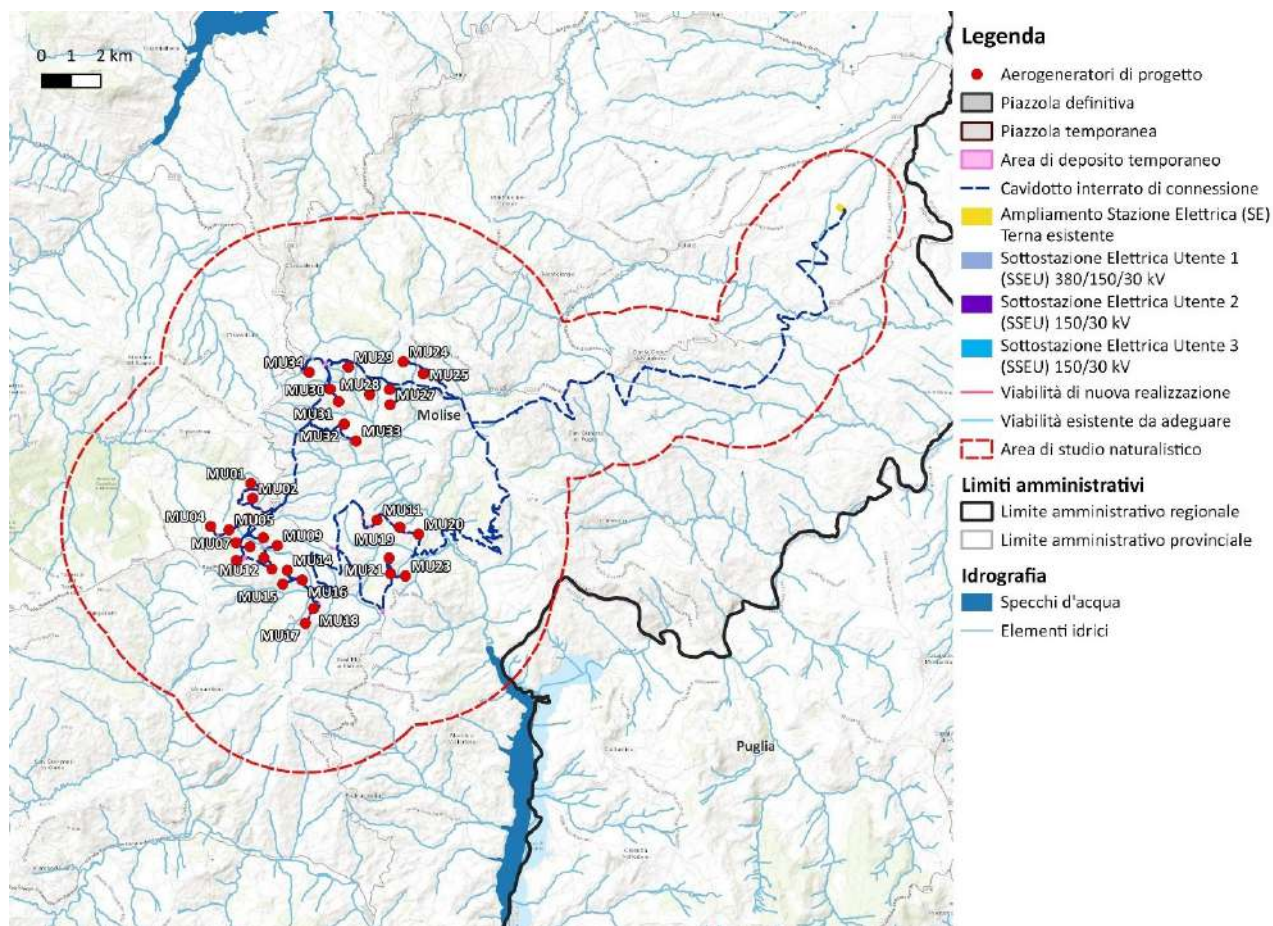 0 1 2 km
MU24
MU29
MU34
MU25
MU28
MU30
MU27
MU31
Molise
MU32
MU33
MU01
MU02
MU11
MU04
MU05
MU20
MU09
MU19
MU07
MU14
MU12
MU21
MU23
MU15
MU16
MU18
MU17
Puglia
Legenda
Aerogeneratori di progetto
Piazzola definitiva
Piazzola temporanea
Area di deposito temporaneo
Cavidotto interrato di connessione
Ampliamento Stazione Elettrica (SE)
Terna esistente
Sottostazione Elettrica Utente 1
(SSEU) 380/150/30 kV
Sottostazione Elettrica Utente 2
(SSEU) 150/30 kV
Sottostazione Elettrica Utente 3
(SSEU) 150/30 kV
Viabilità di nuova realizzazione
Viabilità esistente da adeguare
Area di studio naturalistico
Limiti amministrativi
Limite amministrativo regionale
Limite amministrativo provinciale
Idrografia
Specchi d'acqua
Elementi idrici